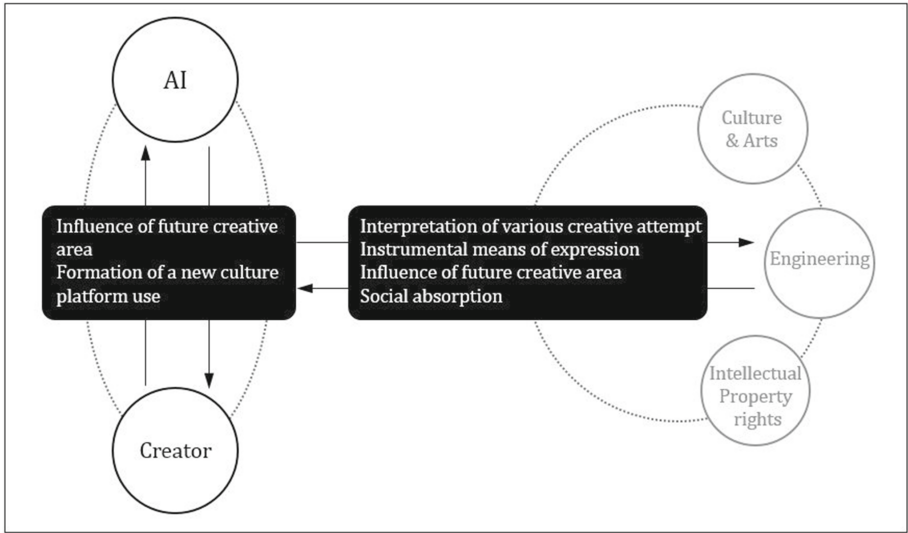 AI
Influence of future creative
area
Formation of a new culture
platform use
Creator
Interpretation of various creative attempt
Instrumental means of expression
Influence of future creative area
Social absorption
Culture
& Arts
Engineering
Intellectual
Property
rights